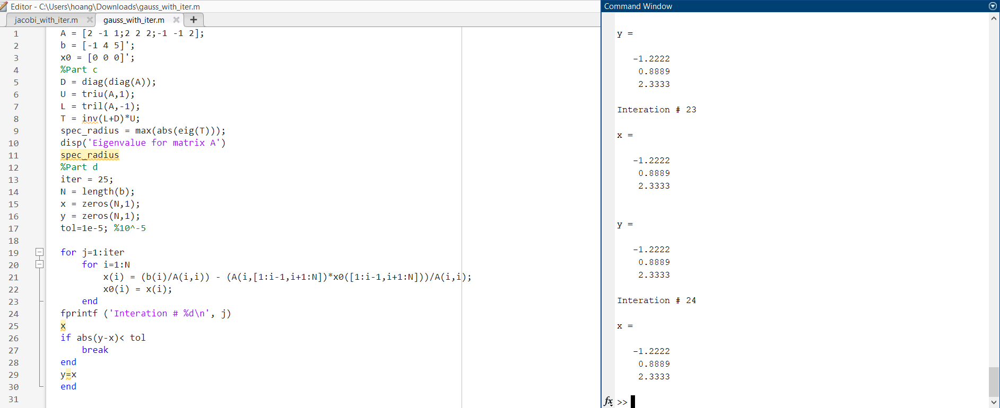 Editor - C:\Users\hoang\Downloads\gauss_with_iter.m
jacobi_with_iter.m
gauss_with_iter.m
1 A = [2 -1 1;2 2 2;-1 -1 2];
2 b = [-1 4 5]';
3 x0 = [0 0 0]';
4 %Part c
5 D = diag(diag(A));
6 U = triu(A,1);
7 L = tril(A,-1);
8 T = inv(L+D)*U;
9 spec_radius = max(abs(eig(T)));
10 disp('Eigenvalue for matrix A')
11 spec_radius
12 %Part d
13 iter = 25;
14 N = length(b);
15 x = zeros(N,1);
16 y = zeros(N,1);
17 tol=1e-5; %10^-5
18
19 for j=1:iter
20 for i=1:N
21 x(i) = (b(i)/A(i,i)) - (A(i,[1:i-1,i+1:N])*x0([1:i-1,i+1:N]))/A(i,i);
22 x0(i) = x(i);
23 end
24 fprintf ('Interation # %d\n', j)
25 x
26 if abs(y-x)< tol
27 break
28 end
29 y=x
30 end
31
Command Window
y =
-1.2222
0.8889
2.3333
Interation # 23
x =
-1.2222
0.8889
2.3333
y =
-1.2222
0.8889
2.3333
Interation # 24
x =
-1.2222
0.8889
2.3333
fx >>